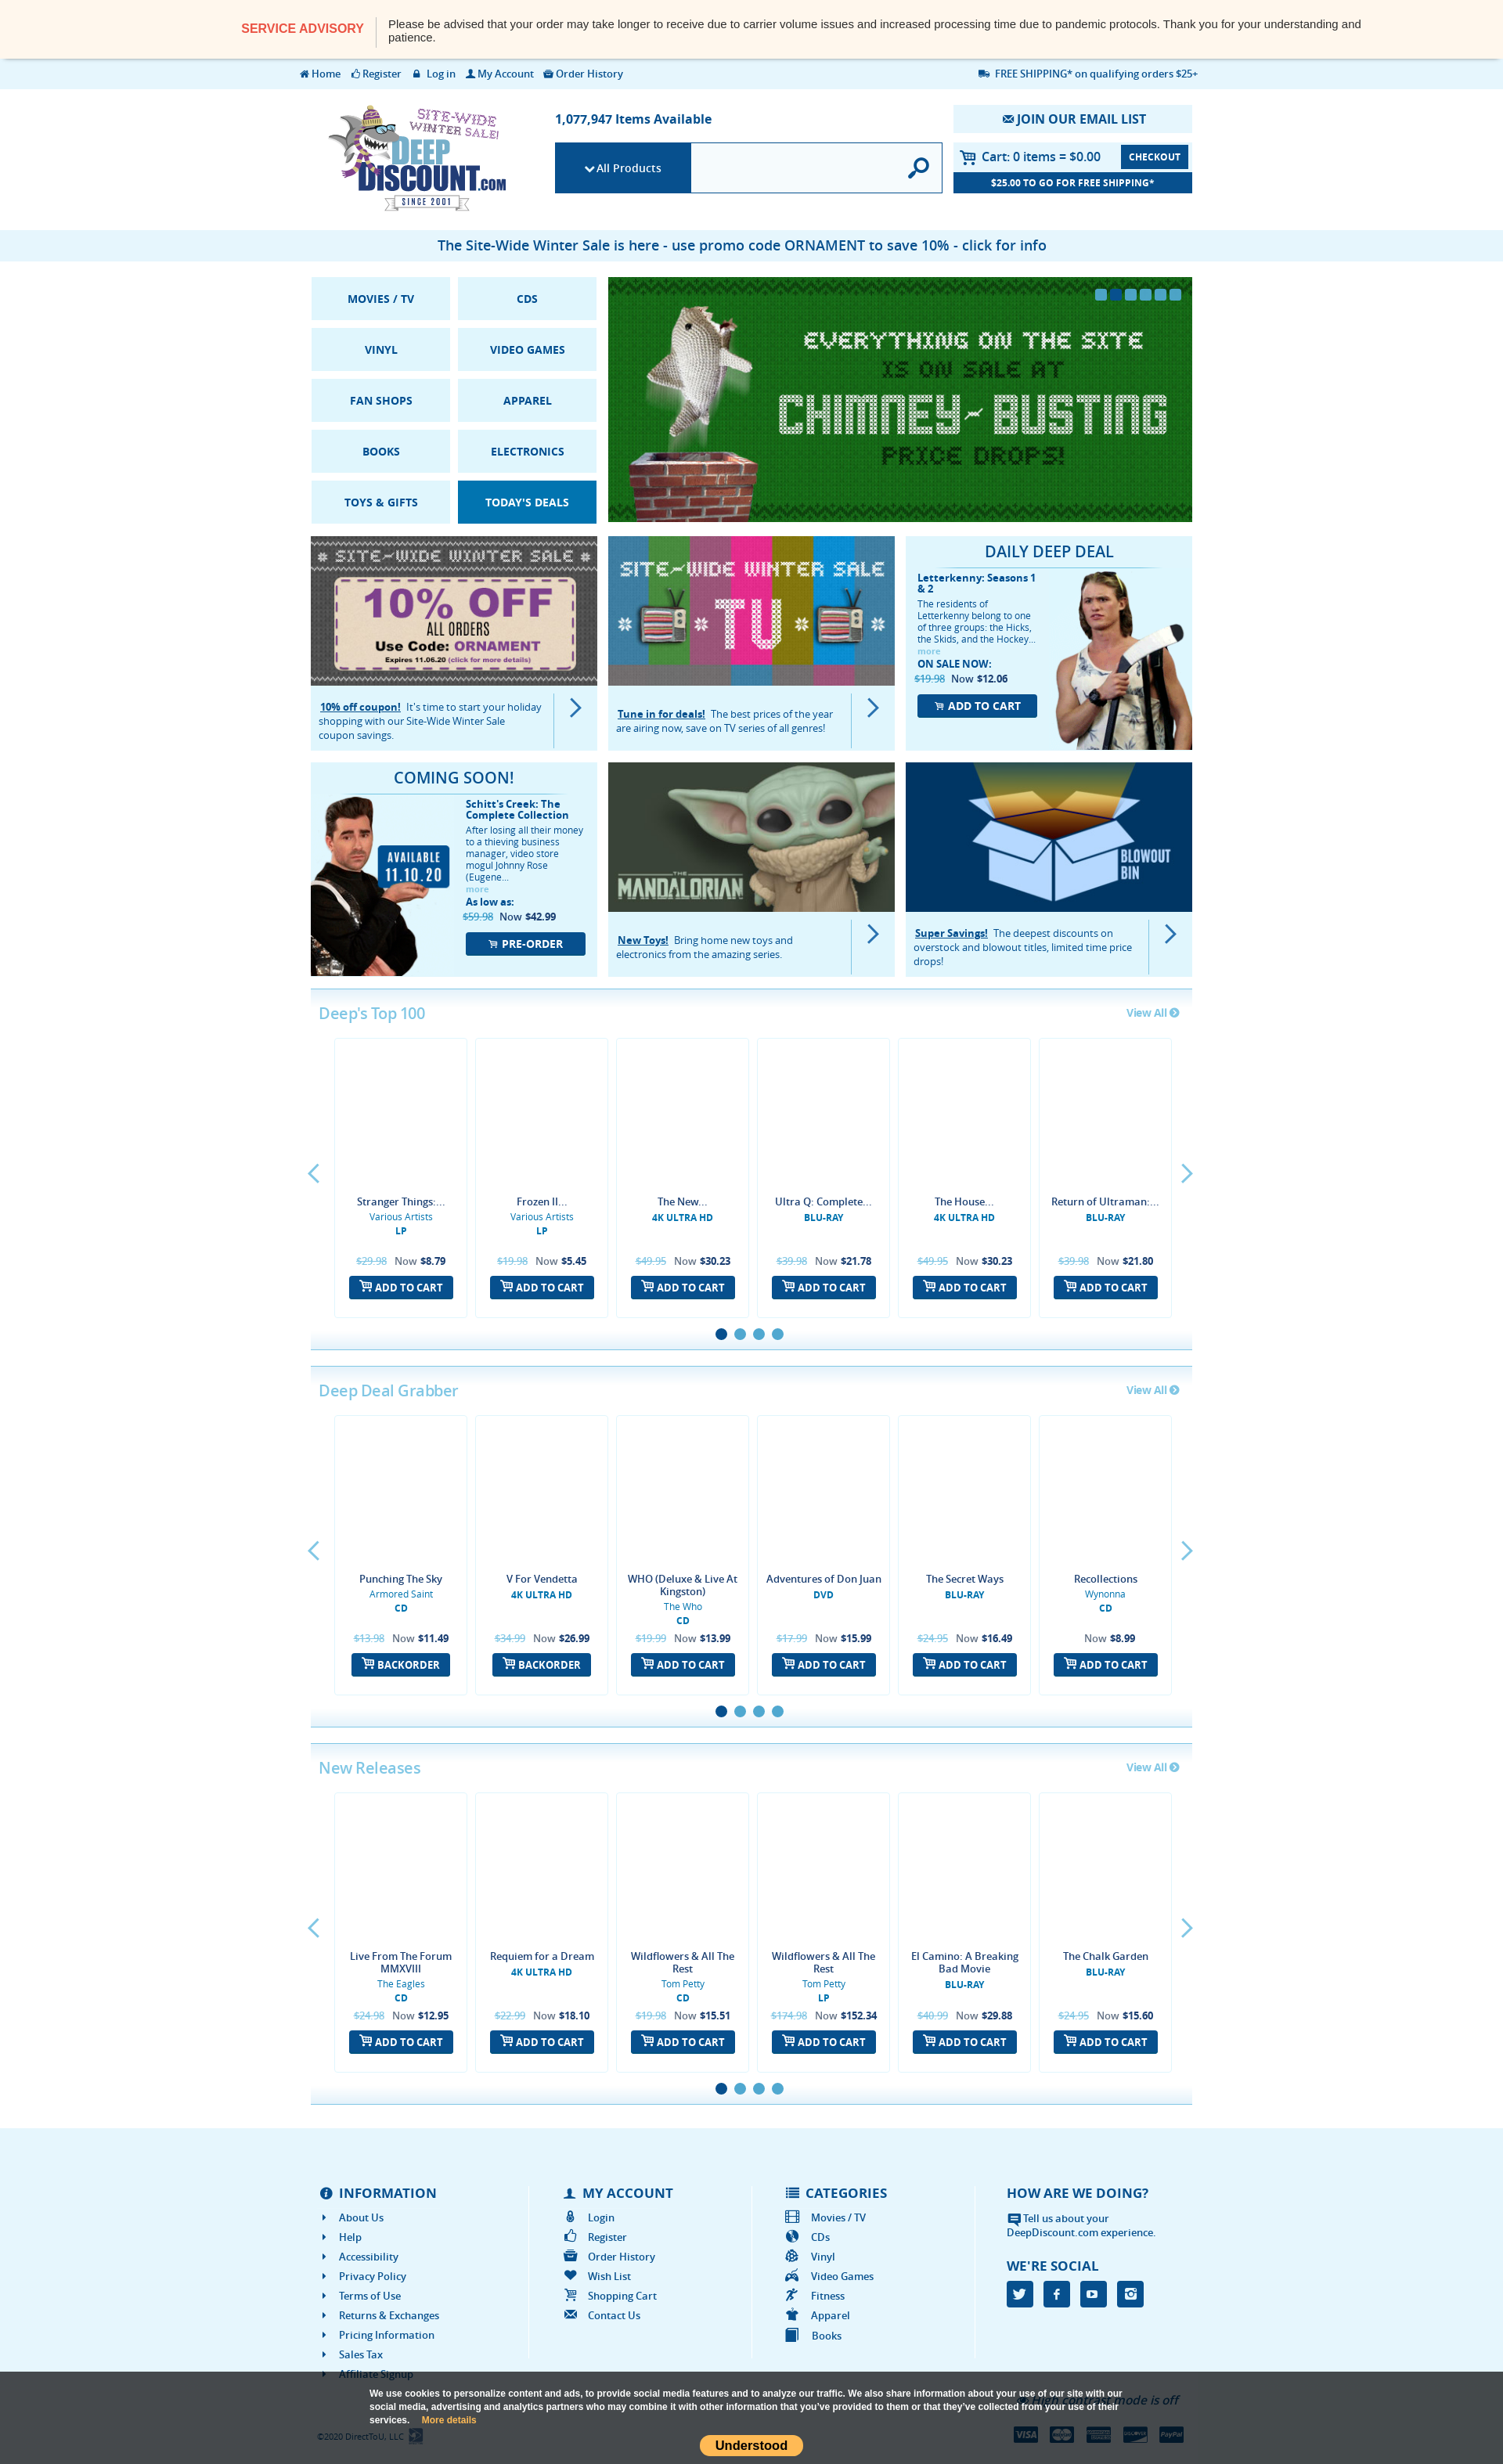 SERVICE ADVISORY
Please be advised that your order may take longer to receive due to carrier volume issues and increased processing time due to pandemic protocols. Thank you for your understanding and
patience.
Home Register Log in My Account Order History
FREE SHIPPING* on qualifying orders $25+
SITE-WIDE
WINTER SALE!
DEEP
DISCOUNT.COM
SINCE 2001
1,077,947 Items Available
All Products
JOIN OUR EMAIL LIST
Cart: 0 items = $0.00
CHECKOUT
$25.00 TO GO FOR FREE SHIPPING*
The Site-Wide Winter Sale is here - use promo code ORNAMENT to save 10% - click for info
MOVIES / TV
CDS
VINYL
VIDEO GAMES
FAN SHOPS
APPAREL
BOOKS
ELECTRONICS
TOYS & GIFTS
TODAY'S DEALS
EVERYTHING ON THE SITE
IS ON SALE AT
CHIMNEY-BUSTING
PRICE DROPS!
SITE-WIDE WINTER SALE
10% OFF
ALL ORDERS
Use Code: ORNAMENT
Expires 11.06.20 (click for more details)
10% off coupon! It's time to start your holiday
shopping with our Site-Wide Winter Sale
coupon savings.
SITE-WIDE WINTER SALE
TV
Tune in for deals! The best prices of the year
are airing now, save on TV series of all genres!
DAILY DEEP DEAL
Letterkenny: Seasons 1
& 2
The residents of
Letterkenny belong to one
of three groups: the Hicks,
the Skids, and the Hockey...
more
ON SALE NOW:
$19.98 Now $12.06
ADD TO CART
COMING SOON!
AVAILABLE
11.10.20
Schitt's Creek: The
Complete Collection
After losing all their money
to a thieving business
manager, video store
mogul Johnny Rose
(Eugene...
more
As low as:
$59.98 Now $42.99
PRE-ORDER
THE
MANDALORIAN
New Toys! Bring home new toys and
electronics from the amazing series.
BLOWOUT
BIN
Super Savings! The deepest discounts on
overstock and blowout titles, limited time price
drops!
Deep's Top 100
View All
Stranger Things:...
Various Artists
LP
$29.98 Now $8.79
ADD TO CART
Frozen II...
Various Artists
LP
$19.98 Now $5.45
ADD TO CART
The New...
4K ULTRA HD
$49.95 Now $30.23
ADD TO CART
Ultra Q: Complete...
BLU-RAY
$39.98 Now $21.78
ADD TO CART
The House...
4K ULTRA HD
$49.95 Now $30.23
ADD TO CART
Return of Ultraman:...
BLU-RAY
$39.98 Now $21.80
ADD TO CART
Deep Deal Grabber
View All
Punching The Sky
Armored Saint
CD
$13.98 Now $11.49
BACKORDER
V For Vendetta
4K ULTRA HD
$34.99 Now $26.99
BACKORDER
WHO (Deluxe & Live At
Kingston)
The Who
CD
$19.99 Now $13.99
ADD TO CART
Adventures of Don Juan
DVD
$17.99 Now $15.99
ADD TO CART
The Secret Ways
BLU-RAY
$24.95 Now $16.49
ADD TO CART
Recollections
Wynonna
CD
Now $8.99
ADD TO CART
New Releases
View All
Live From The Forum
MMXVIII
The Eagles
CD
$24.98 Now $12.95
ADD TO CART
Requiem for a Dream
4K ULTRA HD
$22.99 Now $18.10
ADD TO CART
Wildflowers & All The
Rest
Tom Petty
CD
$19.98 Now $15.51
ADD TO CART
Wildflowers & All The
Rest
Tom Petty
LP
$174.98 Now $152.34
ADD TO CART
El Camino: A Breaking
Bad Movie
BLU-RAY
$40.99 Now $29.88
ADD TO CART
The Chalk Garden
BLU-RAY
$24.95 Now $15.60
ADD TO CART
INFORMATION
About Us
Help
Accessibility
Privacy Policy
Terms of Use
Returns & Exchanges
Pricing Information
Sales Tax
Affiliate Signup
MY ACCOUNT
Login
Register
Order History
Wish List
Shopping Cart
Contact Us
CATEGORIES
Movies / TV
CDs
Vinyl
Video Games
Fitness
Apparel
Books
HOW ARE WE DOING?
Tell us about your
DeepDiscount.com experience.
WE'RE SOCIAL
High contrast mode is off
We use cookies to personalize content and ads, to provide social media features and to analyze our traffic. We also share information about your use of our site with our
social media, advertising and analytics partners who may combine it with other information that you've provided to them or that they've collected from your use of their
services. More details
Understood
©2020 DirectToU, LLC
VISA
PayPal